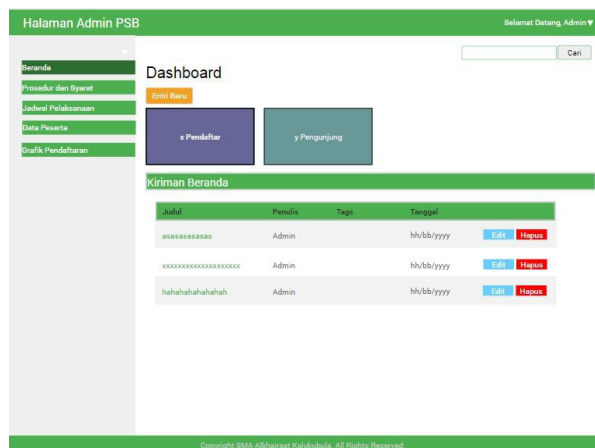 Halaman Admin PSB
Selamat Datang, Admin▼
Cari
Beranda
Prosedur dan Syarat
Jadwal Pelaksanaan
Data Peserta
Grafik Pendaftaran
Dashboard
Entri Baru
x Pendaftar
y Pengunjung
Kiriman Beranda
Judul Penulis Tags Tanggal
asasasasasas Admin hh/bb/yyyy Edit Hapus
xxxxxxxxxxxxxxxxxxxx Admin hh/bb/yyyy Edit Hapus
hahahahahahahah Admin hh/bb/yyyy Edit Hapus
Copyright SMA Alkhairaat Kalukubula. All Rights Reserved.